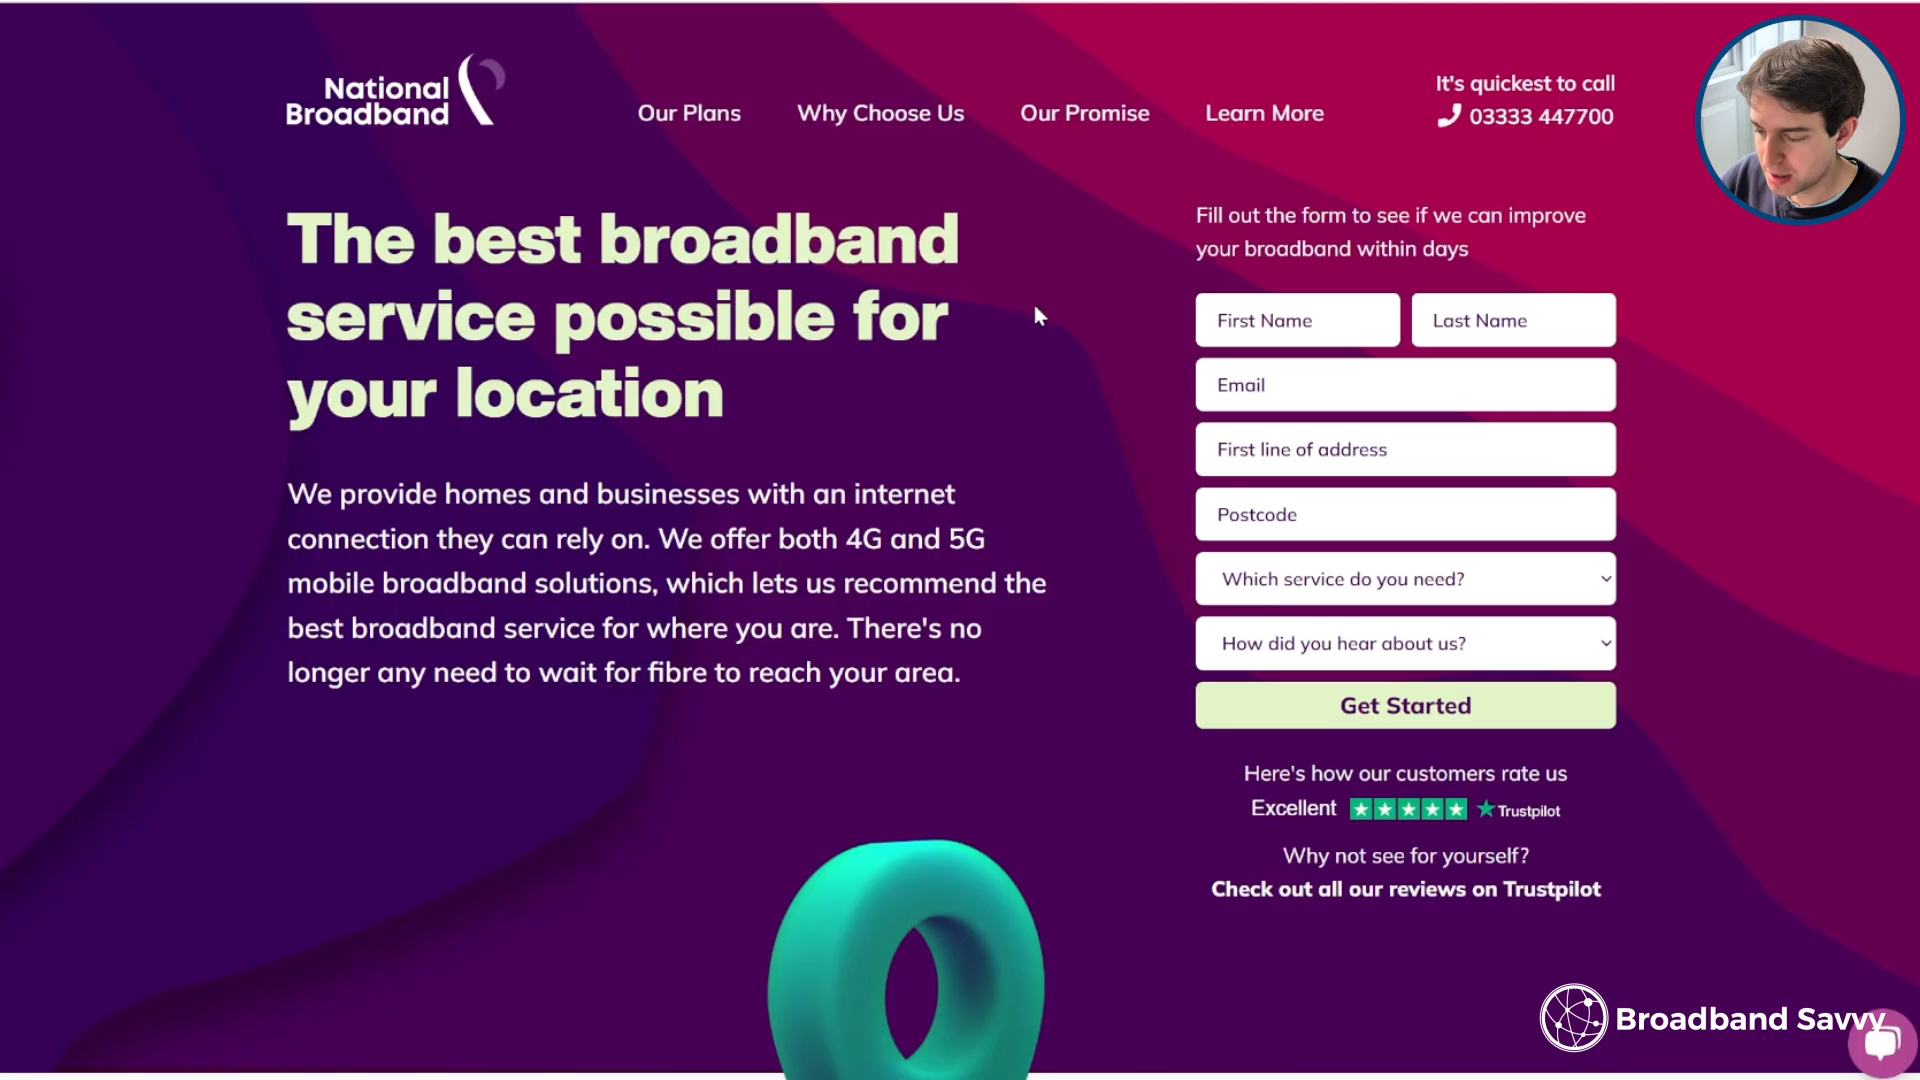 National
Broadband
Our Plans
Why Choose Us
Our Promise
Learn More
It's quickest to call
03333 447700
The best broadband
service possible for
your location
We provide homes and businesses with an internet
connection they can rely on. We offer both 4G and 5G
mobile broadband solutions, which lets us recommend the
best broadband service for where you are. There's no
longer any need to wait for fibre to reach your area.
Fill out the form to see if we can improve
your broadband within days
First Name
Last Name
Email
First line of address
Postcode
Which service do you need?
How did you hear about us?
Get Started
Here's how our customers rate us
Excellent
Trustpilot
Why not see for yourself?
Check out all our reviews on Trustpilot
Broadband Savvy